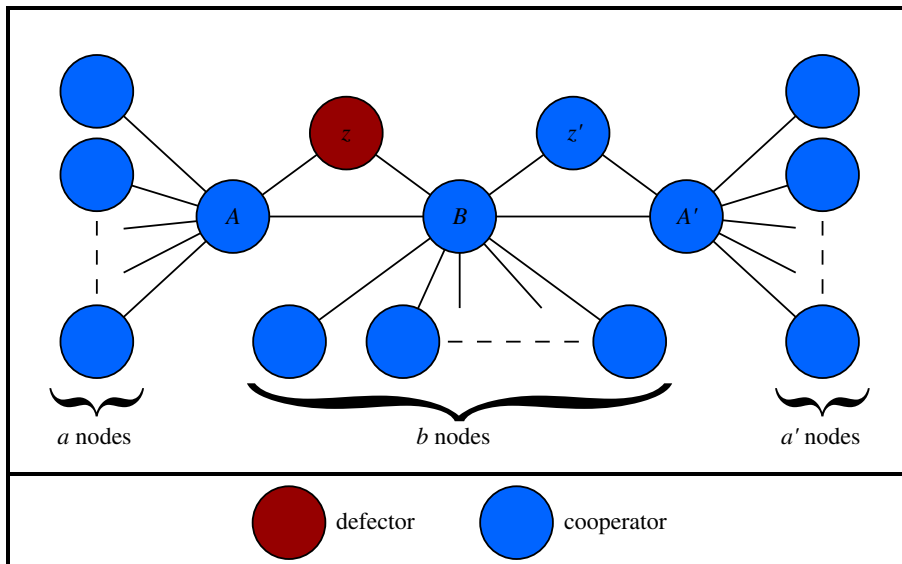 z
z′
A
B
A′
a nodes
b nodes
a′ nodes
defector
cooperator